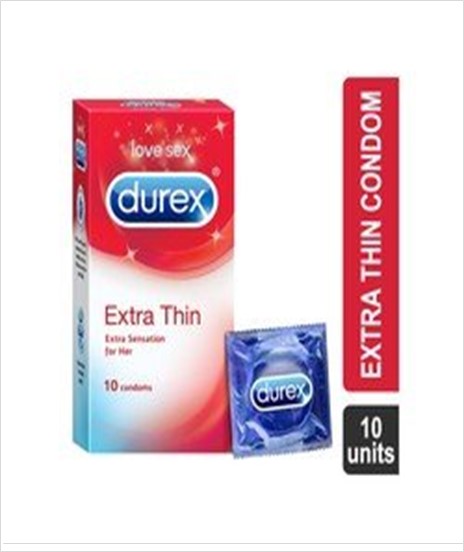 love sex
durex
Extra Thin
Extra Sensation
for Her
10 condoms
durex
EXTRA THIN CONDOM
10
units